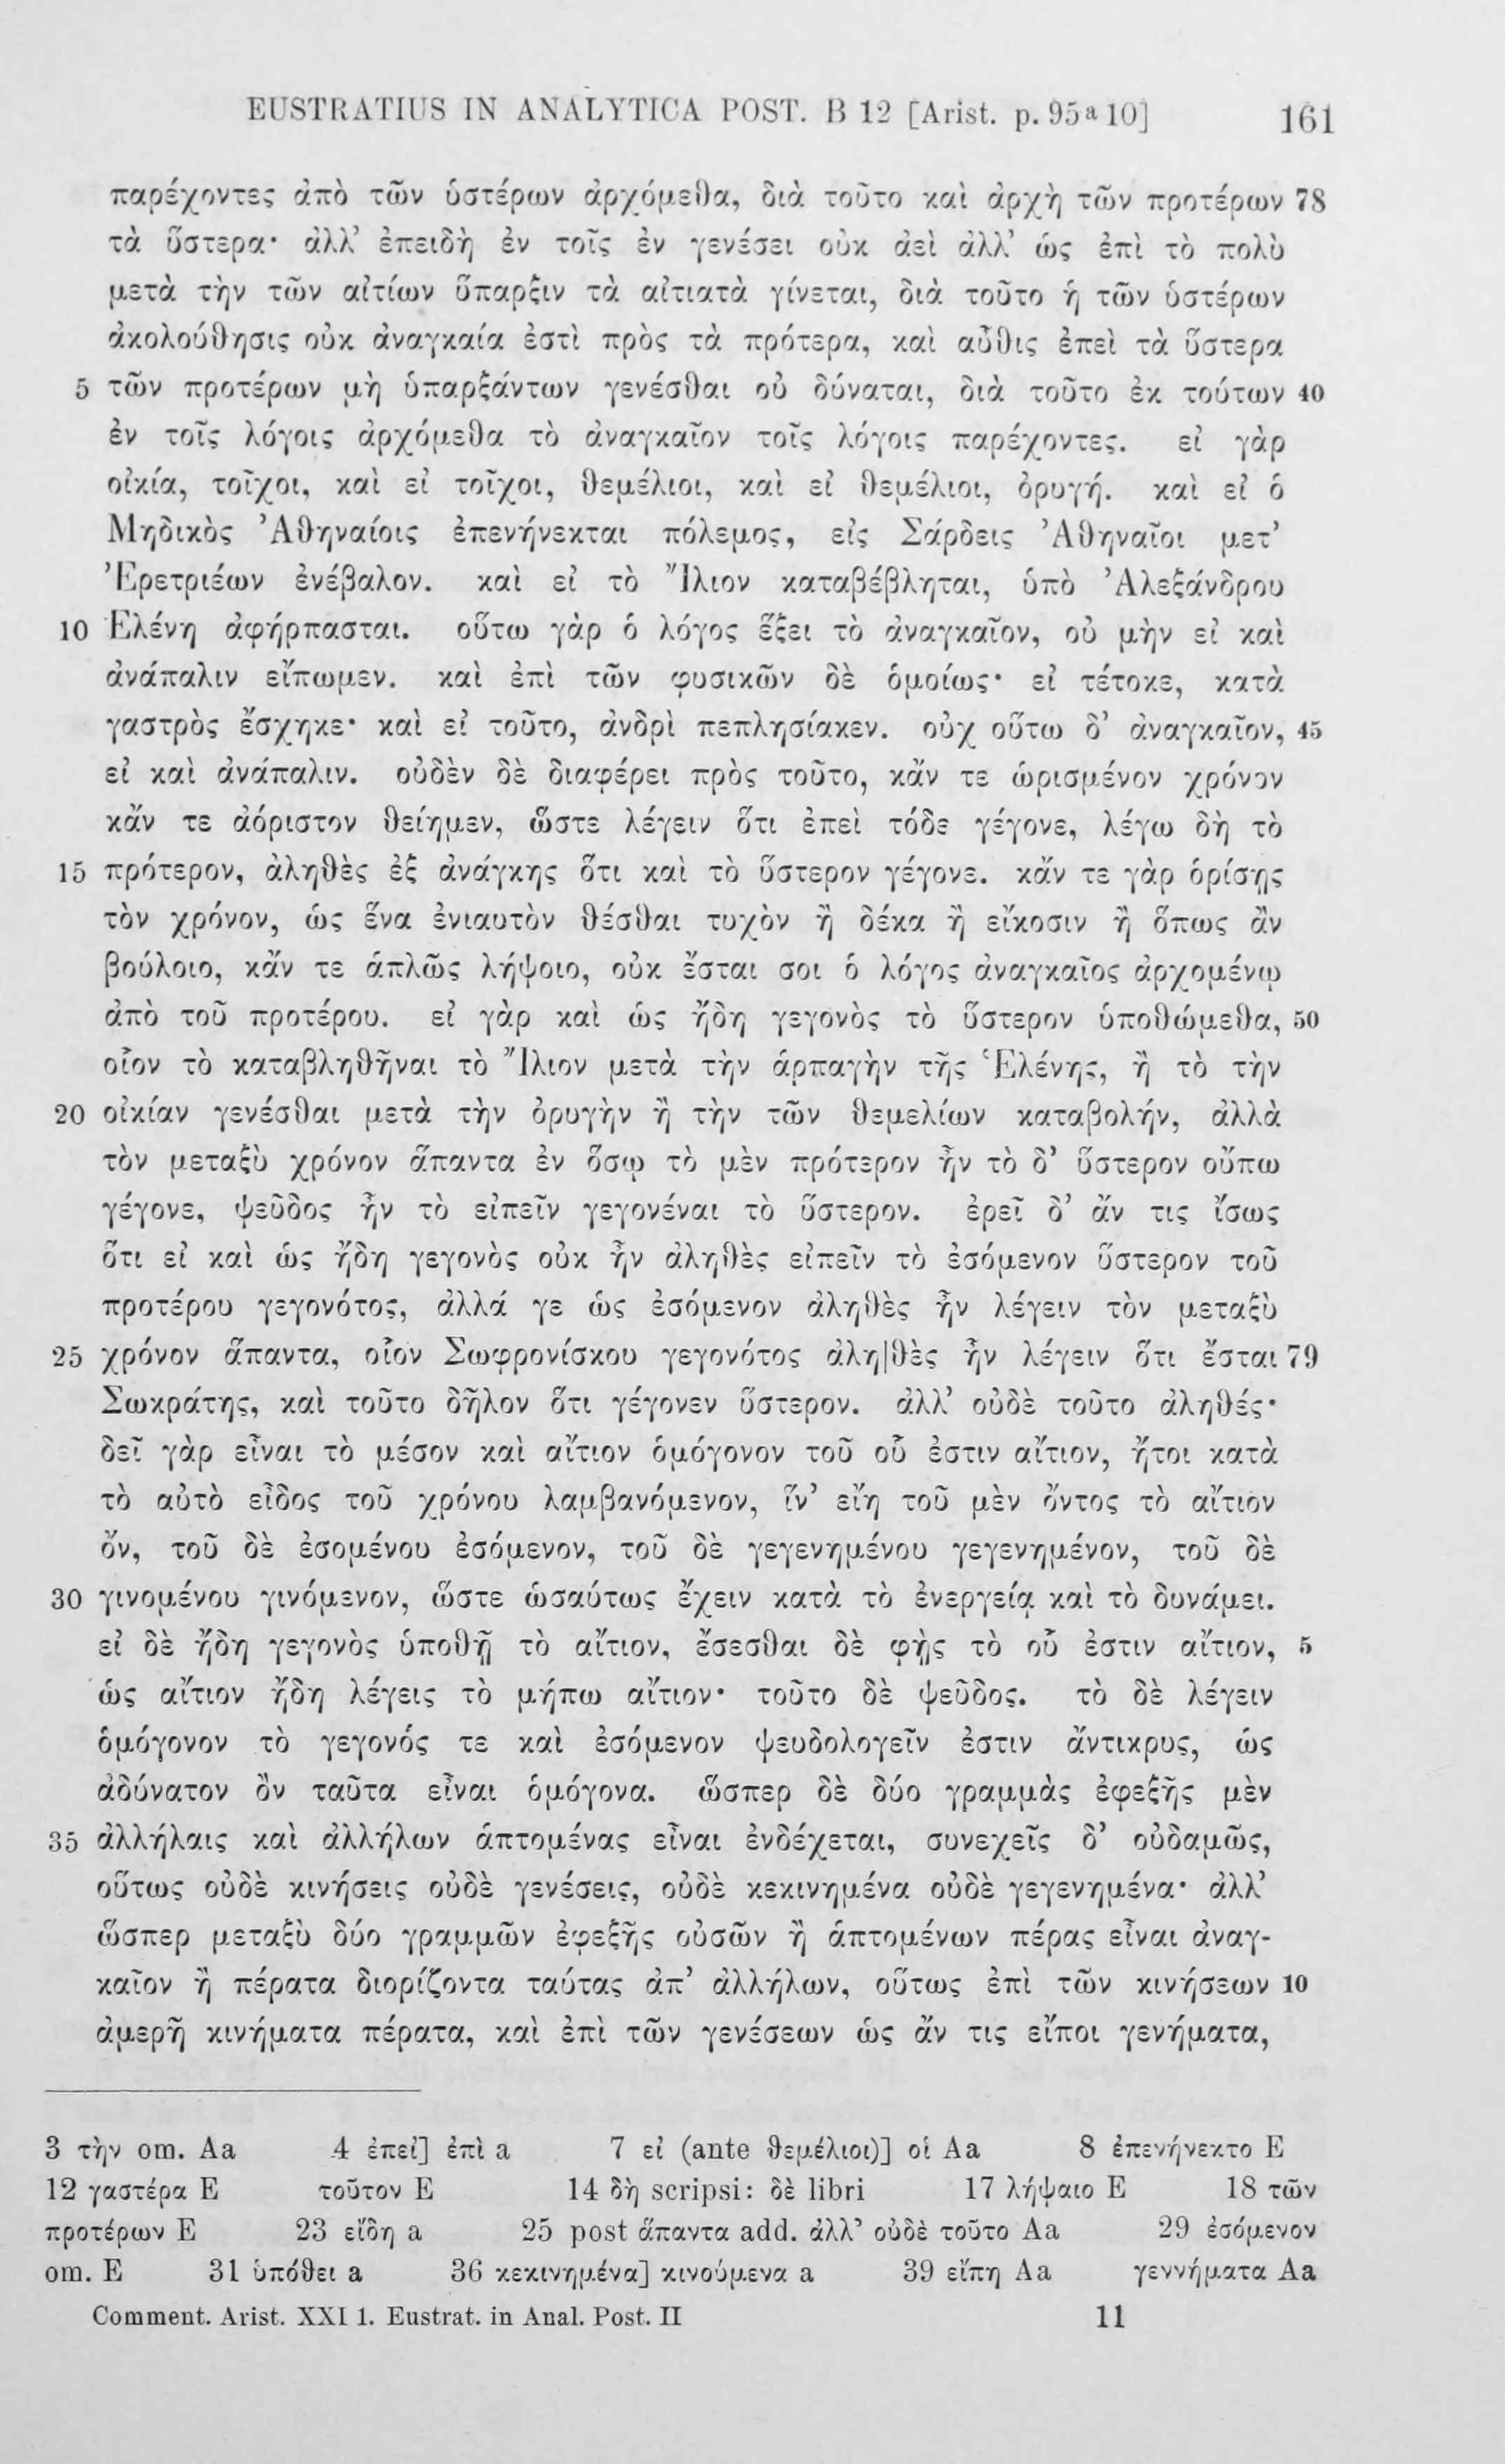 EUSTRATIUS IN ANALYTICA POST. B 12 [Arist. p. 95a 10] 161
παρέχοντες ἀπὸ τῶν ὑστέρων ἀρχόμεθα, διὰ τοῦτο καὶ ἀρχὴ τῶν προτέρων 78
τὰ ὕστερα· ἀλλ’ ἐπειδὴ ἐν τοῖς ἐν γενέσει οὐκ ἀεὶ ἀλλ’ ὡς ἐπὶ τὸ πολὺ
μετὰ τὴν τῶν αἰτίων ὕπαρξιν τὰ αἰτιατὰ γίνεται, διὰ τοῦτο ἡ τῶν ὑστέρων
ἀκολούθησις οὐκ ἀναγκαία ἐστὶ πρὸς τὰ πρότερα, καὶ αὖθις ἐπεὶ τὰ ὕστερα
5 τῶν προτέρων μὴ ὑπαρξάντων γενέσθαι οὐ δύναται, διὰ τοῦτο ἐκ τούτων 40
ἐν τοῖς λόγοις ἀρχόμεθα τὸ ἀναγκαῖον τοῖς λόγοις παρέχοντες. εἰ γὰρ
οἰκία, τοῖχοι, καὶ εἰ τοῖχοι, θεμέλιοι, καὶ εἰ θεμέλιοι, ὀρυγή. καὶ εἰ ὁ
Μηδικὸς Ἀθηναίοις ἐπενήνεκται πόλεμος, εἰς Σάρδεις Ἀθηναῖοι μετ’
Ἐρετριέων ἐνέβαλον. καὶ εἰ τὸ Ἴλιον καταβέβληται, ὑπὸ Ἀλεξάνδρου
10 Ἑλένη ἀφήρπασται. οὕτω γὰρ ὁ λόγος ἕξει τὸ ἀναγκαῖον, οὐ μὴν εἰ καὶ
ἀνάπαλιν εἴπωμεν. καὶ ἐπὶ τῶν φυσικῶν δὲ ὁμοίως· εἰ τέτοκε, κατὰ
γαστρὸς ἔσχηκε· καὶ εἰ τοῦτο, ἀνδρὶ πεπλησίακεν. οὐχ οὕτω δ’ ἀναγκαῖον, 45
εἰ καὶ ἀνάπαλιν. οὐδὲν δὲ διαφέρει πρὸς τοῦτο, κἄν τε ὡρισμένον χρόνον
κἄν τε ἀόριστον θείημεν, ὥστε λέγειν ὅτι ἐπεὶ τόδε γέγονε, λέγω δὴ τὸ
15 πρότερον, ἀληθὲς ἐξ ἀνάγκης ὅτι καὶ τὸ ὕστερον γέγονε. κἄν τε γὰρ ὁρίσῃς
τὸν χρόνον, ὡς ἕνα ἐνιαυτὸν θέσθαι τυχὸν ἢ δέκα ἢ εἴκοσιν ἢ ὅπως ἂν
βούλοιο, κἄν τε ἁπλῶς λήψοιο, οὐκ ἔσται σοι ὁ λόγος ἀναγκαῖος ἀρχομένῳ
ἀπὸ τοῦ προτέρου. εἰ γὰρ καὶ ὡς ἤδη γεγονὸς τὸ ὕστερον ὑποθώμεθα, 50
οἷον τὸ καταβληθῆναι τὸ Ἴλιον μετὰ τὴν ἁρπαγὴν τῆς Ἑλένης, ἢ τὸ τὴν
20 οἰκίαν γενέσθαι μετὰ τὴν ὀρυγὴν ἢ τὴν τῶν θεμελίων καταβολήν, ἀλλὰ
τὸν μεταξὺ χρόνον ἅπαντα ἐν ὅσῳ τὸ μὲν πρότερον ἦν τὸ δ’ ὕστερον οὔπω
γέγονε, ψεῦδος ἦν τὸ εἰπεῖν γεγονέναι τὸ ὕστερον. ἐρεῖ δ’ ἄν τις ἴσως
ὅτι εἰ καὶ ὡς ἤδη γεγονὸς οὐκ ἦν ἀληθὲς εἰπεῖν τὸ ἐσόμενον ὕστερον τοῦ
προτέρου γεγονότος, ἀλλά γε ὡς ἐσόμενον ἀληθὲς ἦν λέγειν τὸν μεταξὺ
25 χρόνον ἅπαντα, οἷον Σωφρονίσκου γεγονότος ἀλη|θὲς ἦν λέγειν ὅτι ἔσται 79
Σωκράτης, καὶ τοῦτο δῆλον ὅτι γέγονεν ὕστερον. ἀλλ’ οὐδὲ τοῦτο ἀληθές·
δεῖ γὰρ εἶναι τὸ μέσον καὶ αἴτιον ὁμόγονον τοῦ οὗ ἐστιν αἴτιον, ἤτοι κατὰ
τὸ αὐτὸ εἶδος τοῦ χρόνου λαμβανόμενον, ἵν’ εἴη τοῦ μὲν ὄντος τὸ αἴτιον
ὄν, τοῦ δὲ ἐσομένου ἐσόμενον, τοῦ δὲ γεγενημένου γεγενημένον, τοῦ δὲ
30 γινομένου γινόμενον, ὥστε ὡσαύτως ἔχειν κατὰ τὸ ἐνεργείᾳ καὶ τὸ δυνάμει.
εἰ δὲ ἤδη γεγονὸς ὑποθῇ τὸ αἴτιον, ἔσεσθαι δὲ φῂς τὸ οὗ ἐστιν αἴτιον, 5
ὡς αἴτιον ἤδη λέγεις τὸ μήπω αἴτιον· τοῦτο δὲ ψεῦδος. τὸ δὲ λέγειν
ὁμόγονον τὸ γεγονός τε καὶ ἐσόμενον ψευδολογεῖν ἐστιν ἄντικρυς, ὡς
ἀδύνατον ὂν ταῦτα εἶναι ὁμόγονα. ὥσπερ δὲ δύο γραμμὰς ἐφεξῆς μὲν
35 ἀλλήλαις καὶ ἀλλήλων ἁπτομένας εἶναι ἐνδέχεται, συνεχεῖς δ’ οὐδαμῶς,
οὕτως οὐδὲ κινήσεις οὐδὲ γενέσεις, οὐδὲ κεκινημένα οὐδὲ γεγενημένα· ἀλλ’
ὥσπερ μεταξὺ δύο γραμμῶν ἐφεξῆς οὐσῶν ἢ ἁπτομένων πέρας εἶναι ἀναγ-
καῖον ἢ πέρατα διορίζοντα ταύτας ἀπ’ ἀλλήλων, οὕτως ἐπὶ τῶν κινήσεων 10
ἀμερῆ κινήματα πέρατα, καὶ ἐπὶ τῶν γενέσεων ὡς ἄν τις εἴποι γενήματα,
3 τὴν om. Aa 4 ἐπεὶ] ἐπὶ a 7 εἰ (ante θεμέλιοι)] οἱ Aa 8 ἐπενήνεκτο E
12 γαστέρα E τοῦτον E 14 δὴ scripsi: δὲ libri 17 λήψαιο E 18 τῶν
προτέρων E 23 εἴδη a 25 post ἅπαντα add. ἀλλ’ οὐδὲ τοῦτο Aa 29 ἐσόμενον
om. E 31 ὑπόθει a 36 κεκινημένα] κινούμενα a 39 εἴπη Aa γεννήματα Aa
Comment. Arist. XXI 1. Eustrat. in Anal. Post. II 11